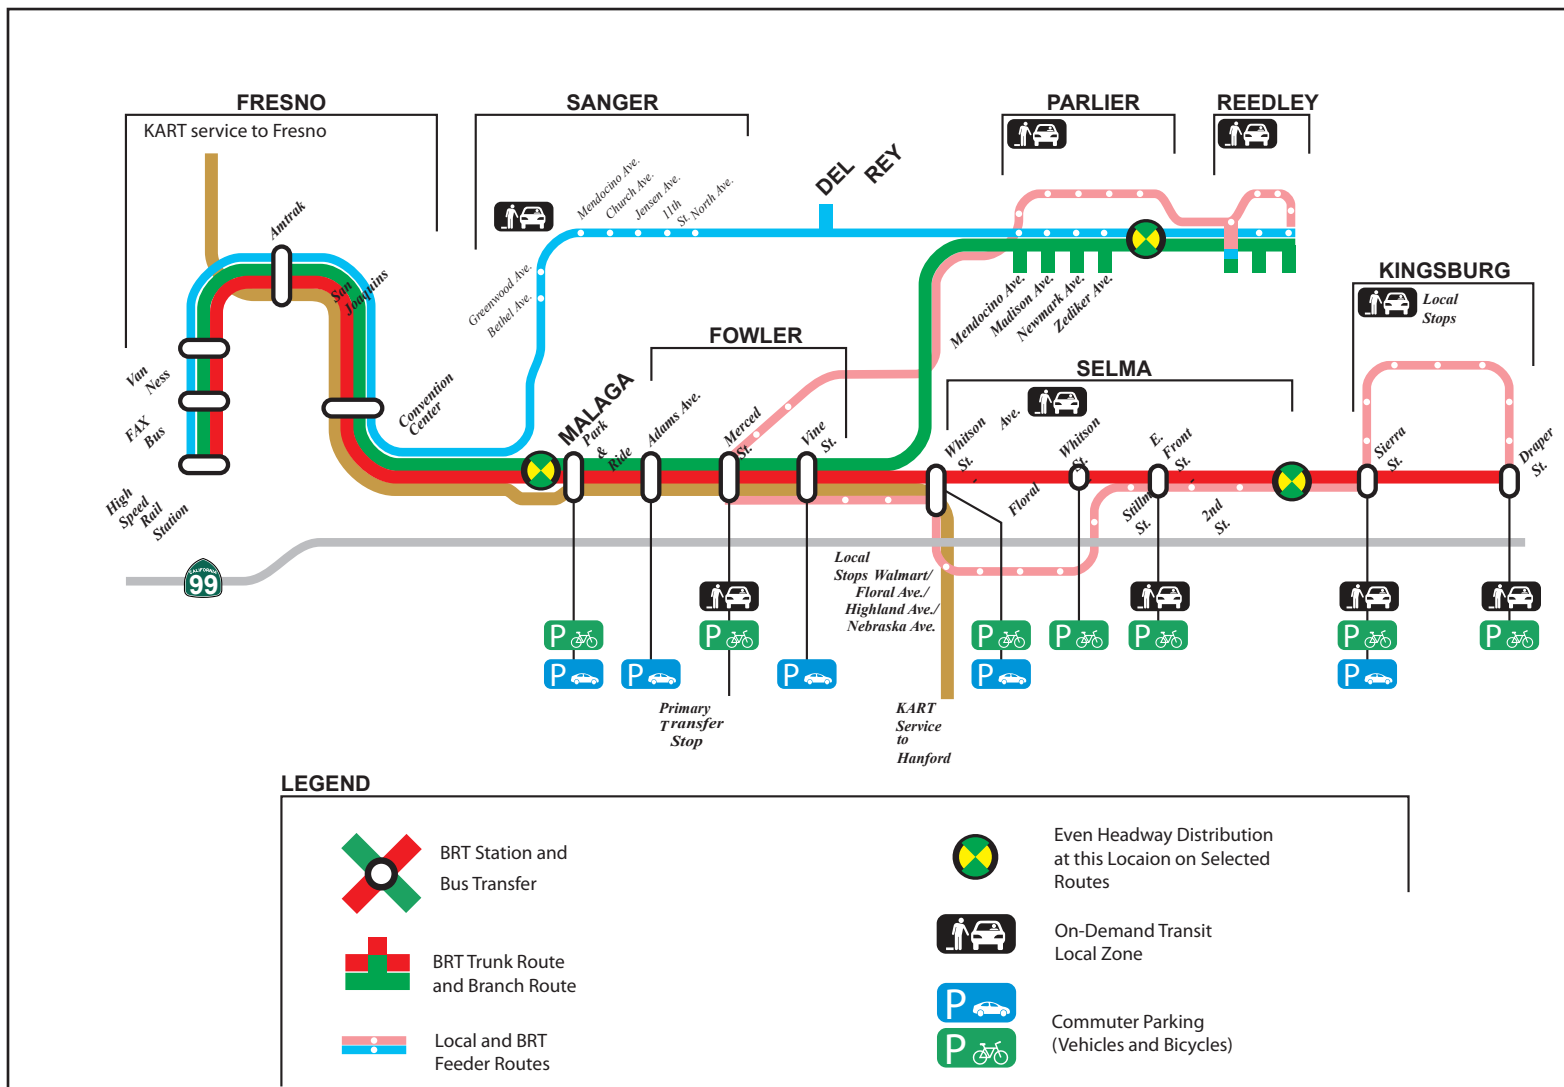 FRESNO
KART service to Fresno
SANGER
PARLIER
REEDLEY
DEL
REY
Mendocino Ave.
Church Ave.
Jensen Ave.
11th
St.
North Ave.
Amtrak
San
Joaquins
Greenwood Ave.
Bethel Ave.
Mendocino Ave.
Madison Ave.
Newmark Ave.
Zediker Ave.
KINGSBURG
Local
Stops
FOWLER
SELMA
Van
Ness
FAX
Bus
High
Speed
Rail
Station
Convention
Center
MALAGA
Park
&
Ride
Adams Ave.
Merced
St.
Vine
St.
Whitson
St.
-
Floral
Ave.
Whitson
St.
E.
Front
St.
-
Stillm
St.
2nd
St.
Sierra
St.
Draper
St.
CALIFORNIA
99
Local
Stops Walmart/
Floral Ave./
Highland Ave./
Nebraska Ave.
P
P
P
P
P
P
P
P
P
P
P
P
Primary
Transfer
Stop
KART
Service
to
Hanford
LEGEND
BRT Station and
Bus Transfer
BRT Trunk Route
and Branch Route
Local and BRT
Feeder Routes
Even Headway Distribution
at this Locaion on Selected
Routes
On-Demand Transit
Local Zone
P
P
Commuter Parking
(Vehicles and Bicycles)